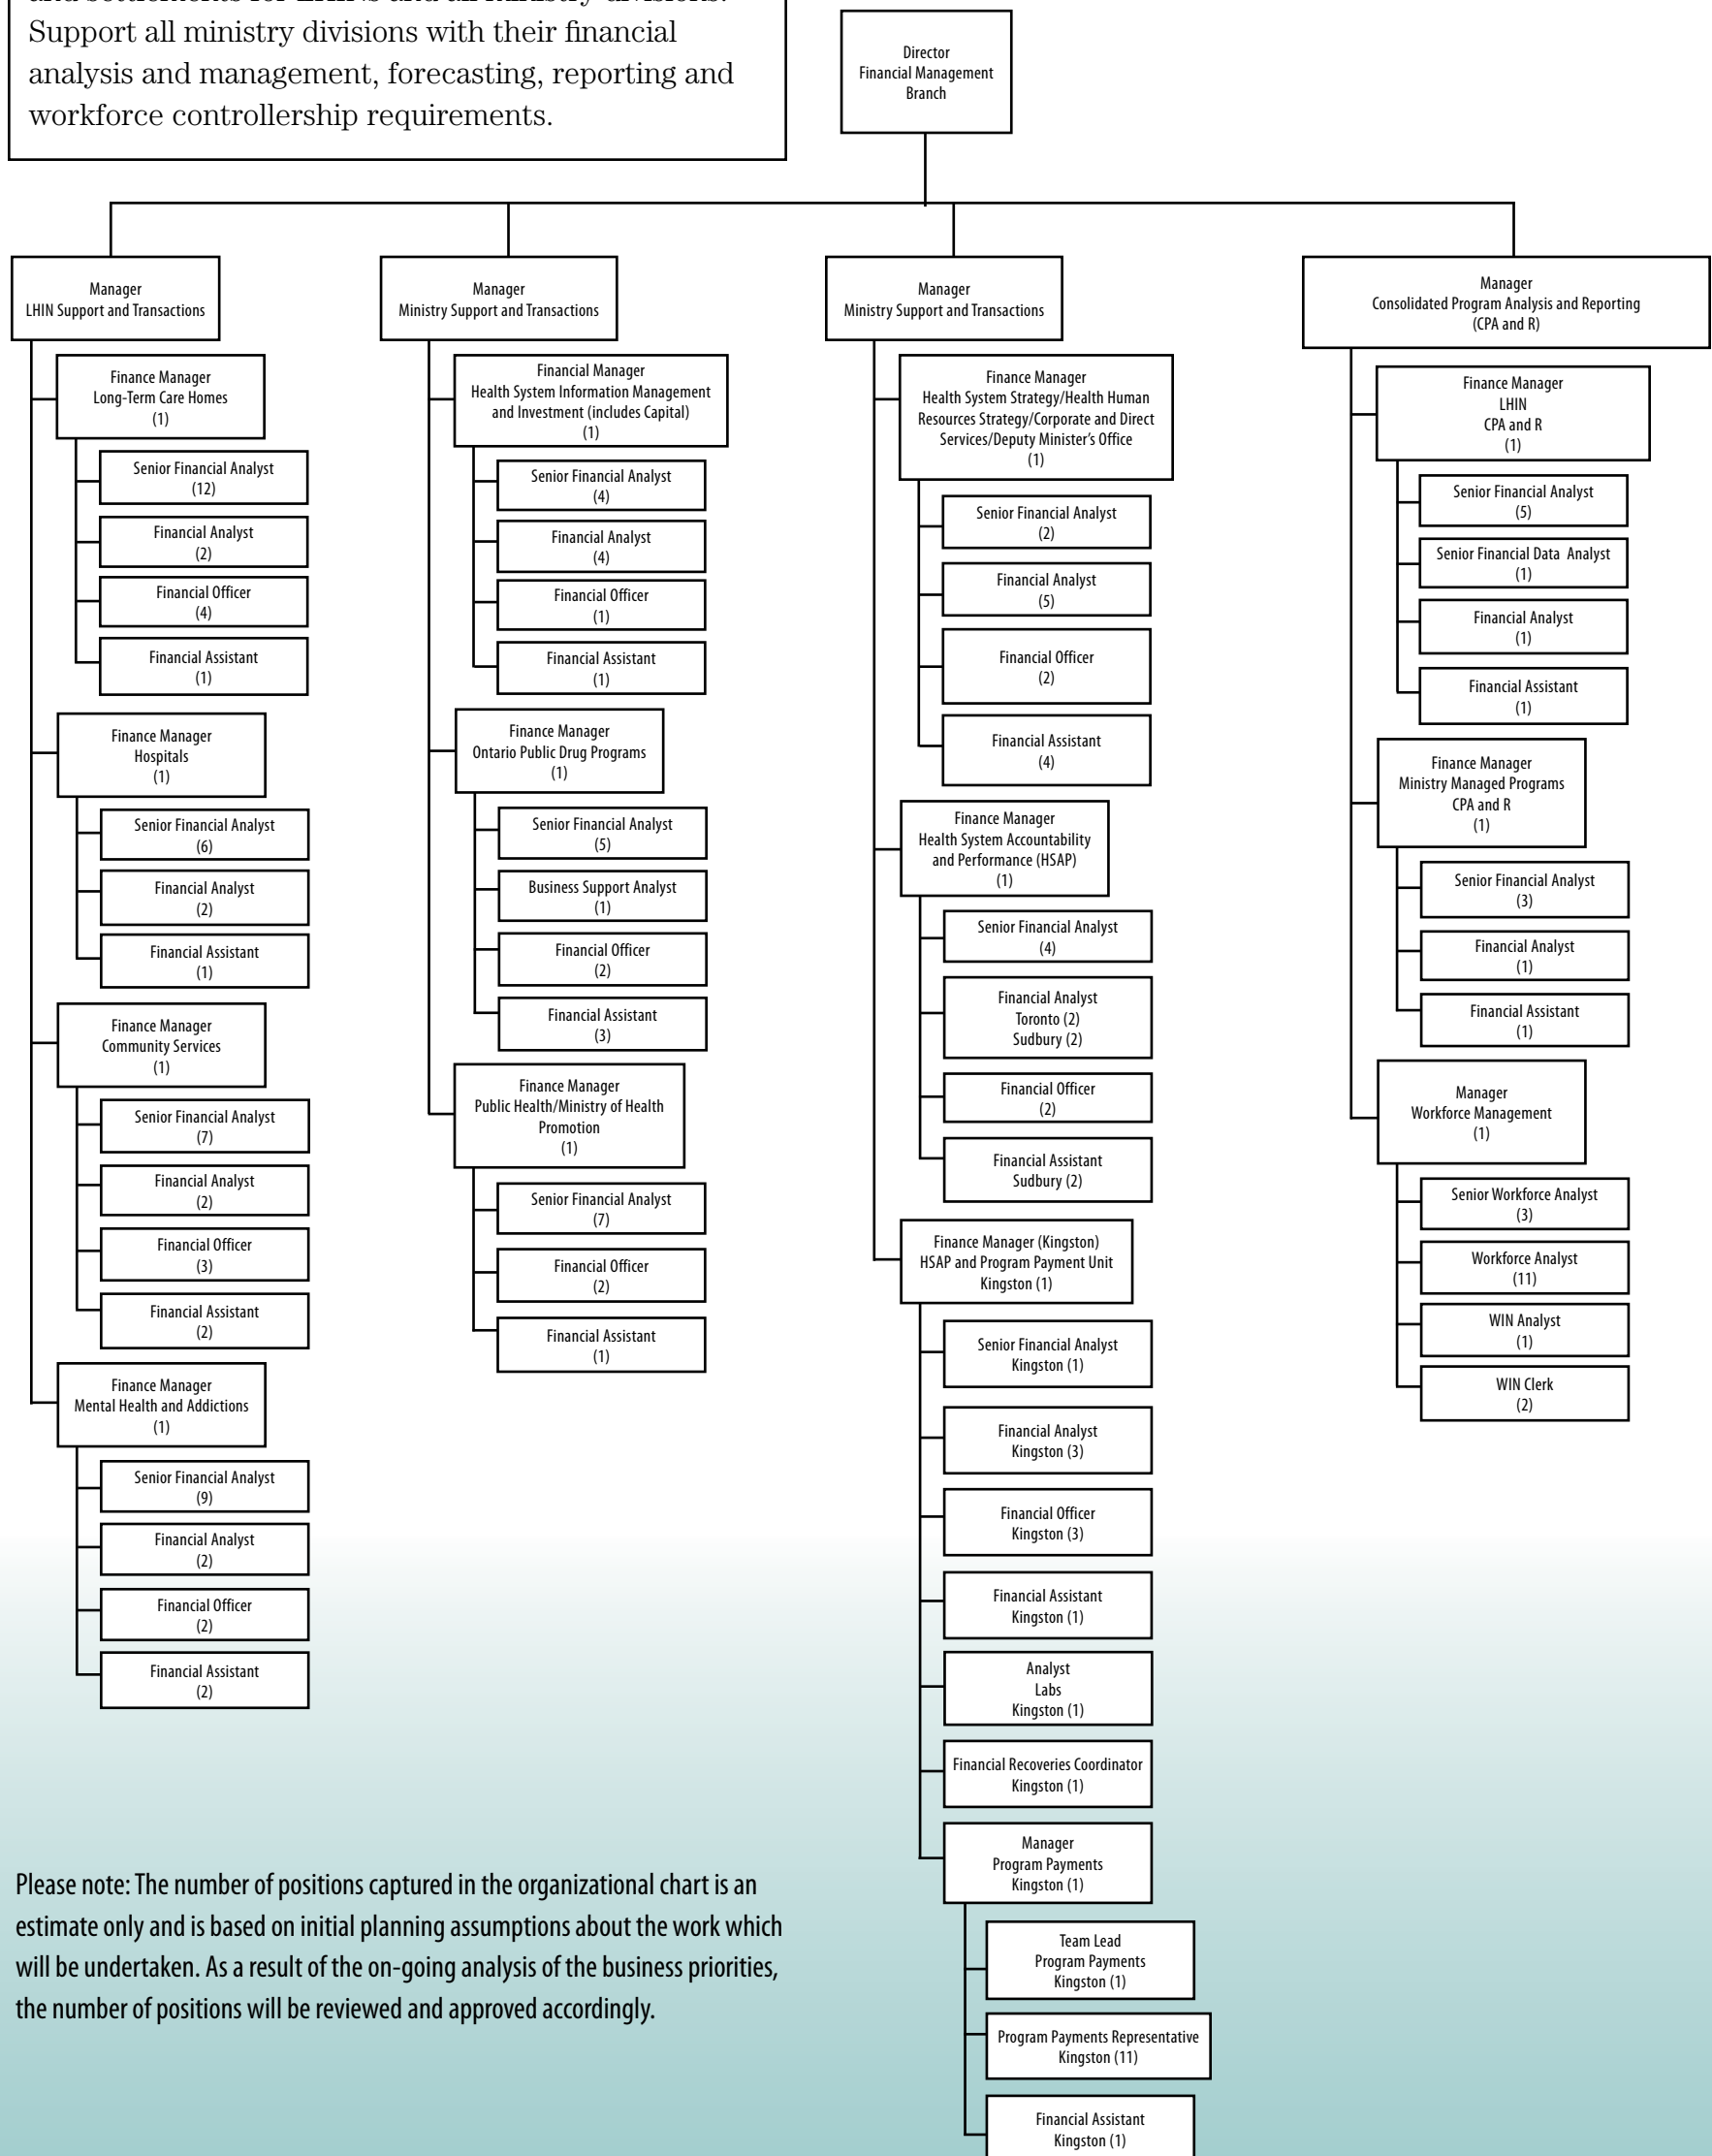 and settlements for LHINs and all ministry divisions.
Support all ministry divisions with their financial
analysis and management, forecasting, reporting and
workforce controllership requirements.
Director
Financial Management
Branch
Manager
LHIN Support and Transactions
Finance Manager
Long-Term Care Homes
(1)
Senior Financial Analyst
(12)
Financial Analyst
(2)
Financial Officer
(4)
Financial Assistant
(1)
Finance Manager
Hospitals
(1)
Senior Financial Analyst
(6)
Financial Analyst
(2)
Financial Assistant
(1)
Finance Manager
Community Services
(1)
Senior Financial Analyst
(7)
Financial Analyst
(2)
Financial Officer
(3)
Financial Assistant
(2)
Finance Manager
Mental Health and Addictions
(1)
Senior Financial Analyst
(9)
Financial Analyst
(2)
Financial Officer
(2)
Financial Assistant
(2)
Manager
Ministry Support and Transactions
Financial Manager
Health System Information Management
and Investment (includes Capital)
(1)
Senior Financial Analyst
(4)
Financial Analyst
(4)
Financial Officer
(1)
Financial Assistant
(1)
Finance Manager
Ontario Public Drug Programs
(1)
Senior Financial Analyst
(5)
Business Support Analyst
(1)
Financial Officer
(2)
Financial Assistant
(3)
Finance Manager
Public Health/Ministry of Health
Promotion
(1)
Senior Financial Analyst
(7)
Financial Officer
(2)
Financial Assistant
(1)
Manager
Ministry Support and Transactions
Finance Manager
Health System Strategy/Health Human
Resources Strategy/Corporate and Direct
Services/Deputy Minister's Office
(1)
Senior Financial Analyst
(2)
Financial Analyst
(5)
Financial Officer
(2)
Financial Assistant
(4)
Finance Manager
Health System Accountability
and Performance (HSAP)
(1)
Senior Financial Analyst
(4)
Financial Analyst
Toronto (2)
Sudbury (2)
Financial Officer
(2)
Financial Assistant
Sudbury (2)
Finance Manager (Kingston)
HSAP and Program Payment Unit
Kingston (1)
Senior Financial Analyst
Kingston (1)
Financial Analyst
Kingston (3)
Financial Officer
Kingston (3)
Financial Assistant
Kingston (1)
Analyst
Labs
Kingston (1)
Financial Recoveries Coordinator
Kingston (1)
Manager
Program Payments
Kingston (1)
Team Lead
Program Payments
Kingston (1)
Program Payments Representative
Kingston (11)
Financial Assistant
Kingston (1)
Manager
Consolidated Program Analysis and Reporting
(CPA and R)
Finance Manager
LHIN
CPA and R
(1)
Senior Financial Analyst
(5)
Senior Financial Data Analyst
(1)
Financial Analyst
(1)
Financial Assistant
(1)
Finance Manager
Ministry Managed Programs
CPA and R
(1)
Senior Financial Analyst
(3)
Financial Analyst
(1)
Financial Assistant
(1)
Manager
Workforce Management
(1)
Senior Workforce Analyst
(3)
Workforce Analyst
(11)
WIN Analyst
(1)
WIN Clerk
(2)
Please note: The number of positions captured in the organizational chart is an
estimate only and is based on initial planning assumptions about the work which
will be undertaken. As a result of the on-going analysis of the business priorities,
the number of positions will be reviewed and approved accordingly.